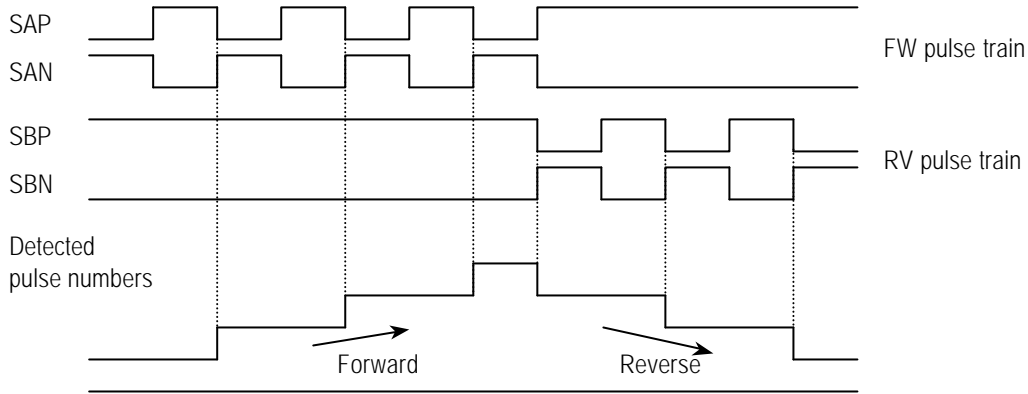 SAP
SAN
FW pulse train
SBP
SBN
RV pulse train
Detected
pulse numbers
Forward
Reverse